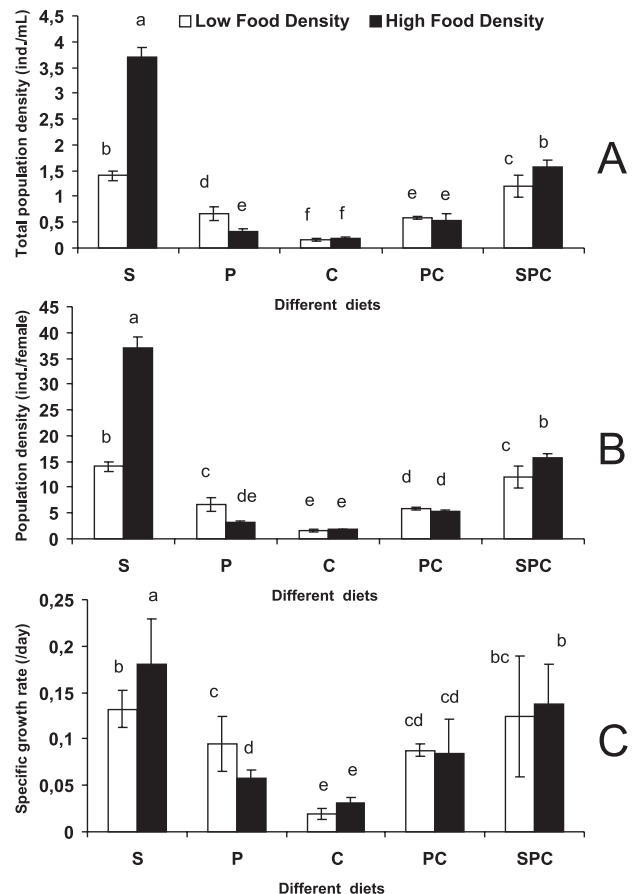 4,5
Low Food Density High Food Density
a
4
3,5
3
2,5
2
b
1,5
c
b
d
1
e
e
e
0,5
f
f
0
Total population density (ind./mL)
S P C PC SPC
Different diets
A
45
a
40
35
30
25
20
b
b
15
c
c
10
de
d
d
5
e
e
0
Population density (ind./female)
S P C PC SPC
Different diets
B
0,25
a
0,2
b
bc
b
0,15
c
cd
cd
0,1
d
0,05
e
e
0
Specific growth rate (/day)
S P C PC SPC
Different diets
C